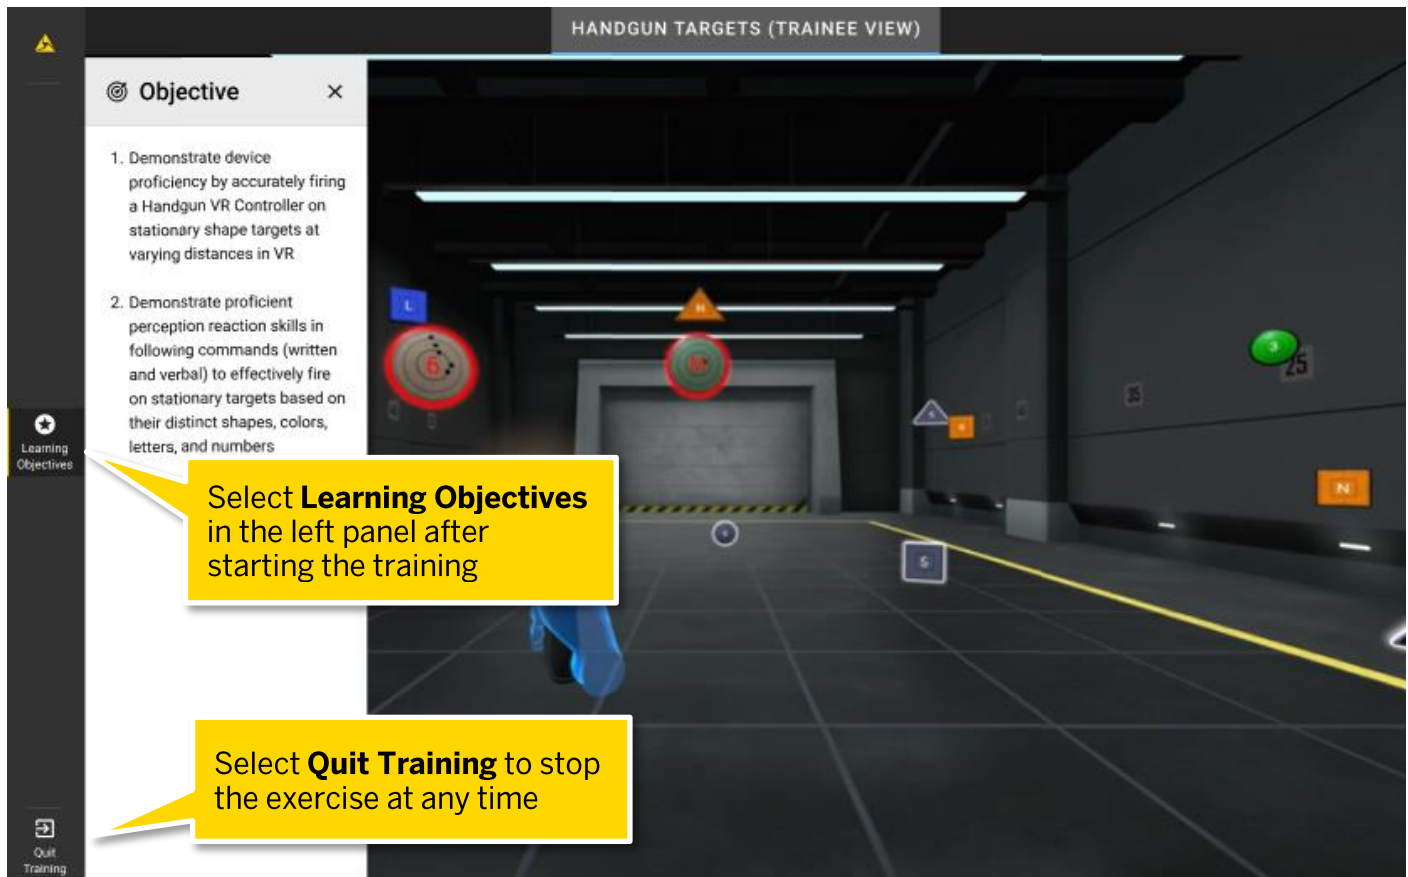 HANDGUN TARGETS (TRAINEE VIEW)
Objective
1. Demonstrate device
proficiency by accurately firing
a Handgun VR Controller on
stationary shape targets at
varying distances in VR
2. Demonstrate proficient
perception reaction skills in
following commands (written
and verbal) to effectively fire
on stationary targets based on
their distinct shapes, colors,
letters, and numbers
Learning
Objectives
Select Learning Objectives
in the left panel after
starting the training
Select Quit Training to stop
the exercise at any time
Quit
Training
L
H
6
M
3
25
35
N
S